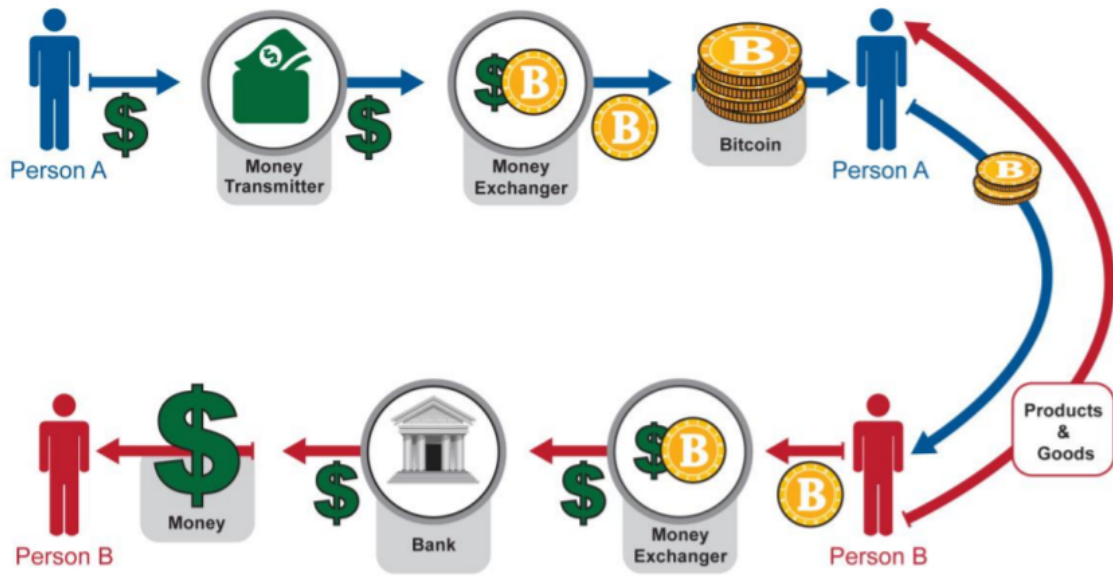 Person A
Money
Transmitter
Money
Exchanger
Bitcoin
Person A
$
$
$
$
B
B
B
B
Products
&
Goods
Person B
$
Money
$
Bank
$
$
B
Money
Exchanger
B
Person B